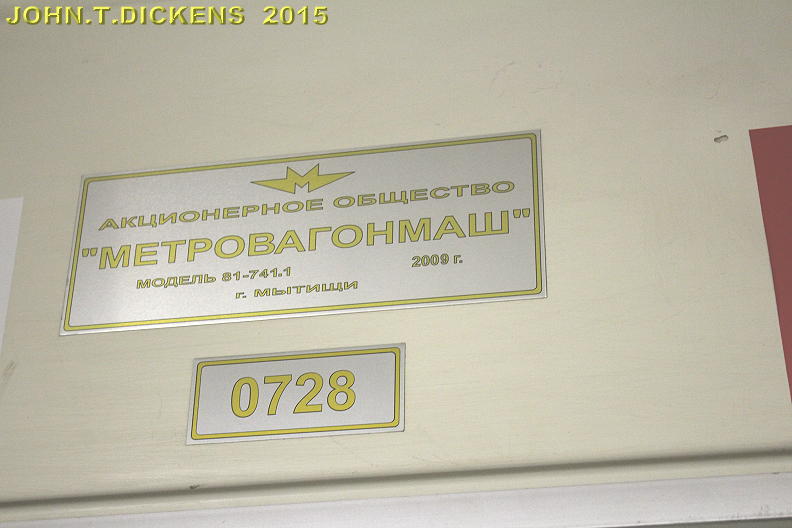 JOHN.T.DICKENS 2015
М
АКЦИОНЕРНОЕ ОБЩЕСТВО
"МЕТРОВАГОНМАШ"
МОДЕЛЬ 81-741.1 2009 г.
г. МЫТИЩИ
0728